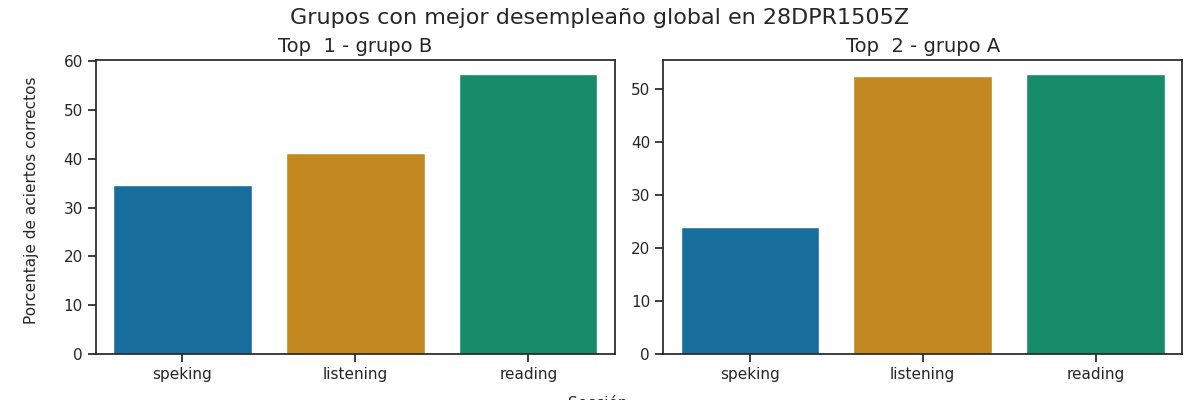 Grupos con mejor desempleaño global en 28DPR1505Z
Top 1 - grupo B
Top 2 - grupo A
Porcentaje de aciertos correctos
60
50
40
30
20
10
0
speking
listening
reading
50
40
30
20
10
0
speking
listening
reading
Sección